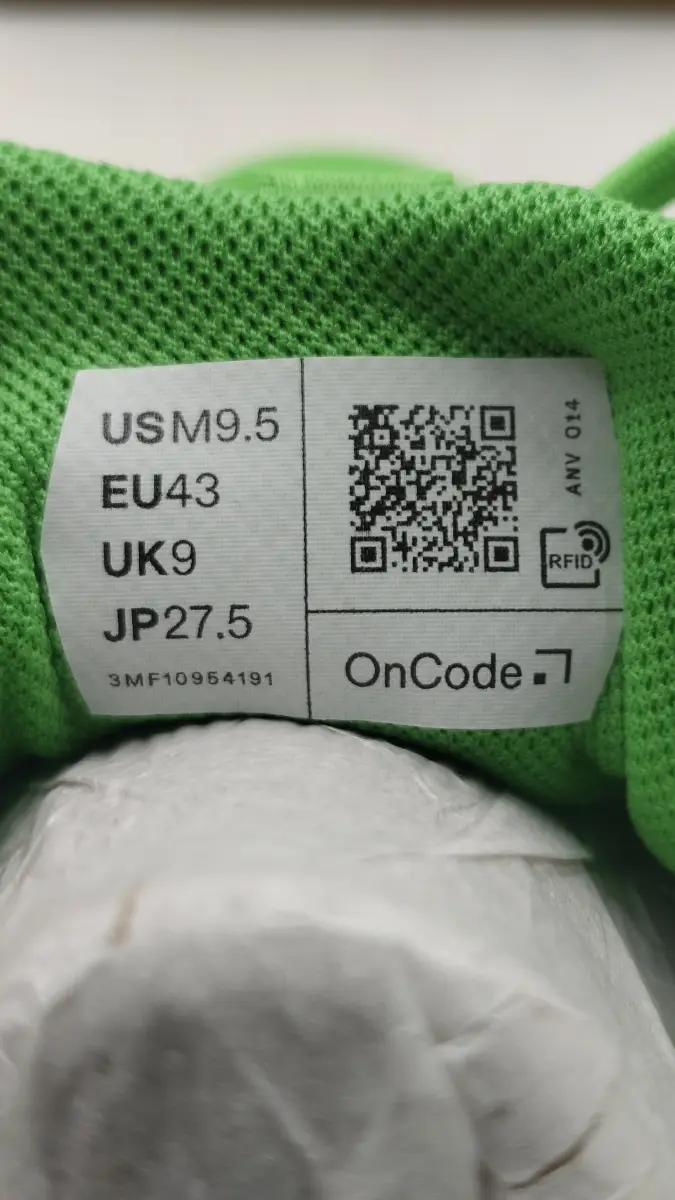 USM9.5
EU43
UK9
JP27.5
3MF10954191
ANV 014
RFID
OnCode